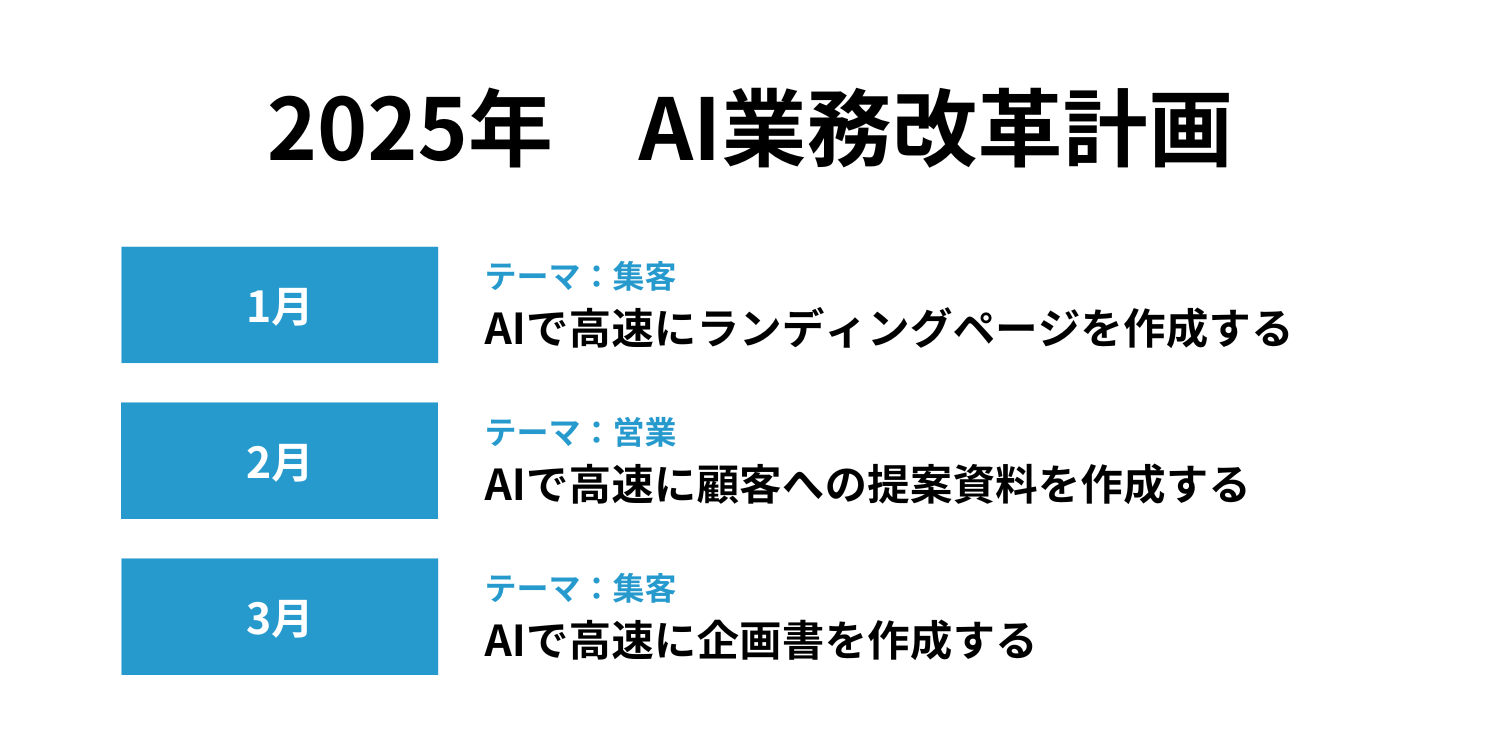 2025年　AI業務改革計画
1月
テーマ：集客
AIで高速にランディングページを作成する
2月
テーマ：営業
AIで高速に顧客への提案資料を作成する
3月
テーマ：集客
AIで高速に企画書を作成する